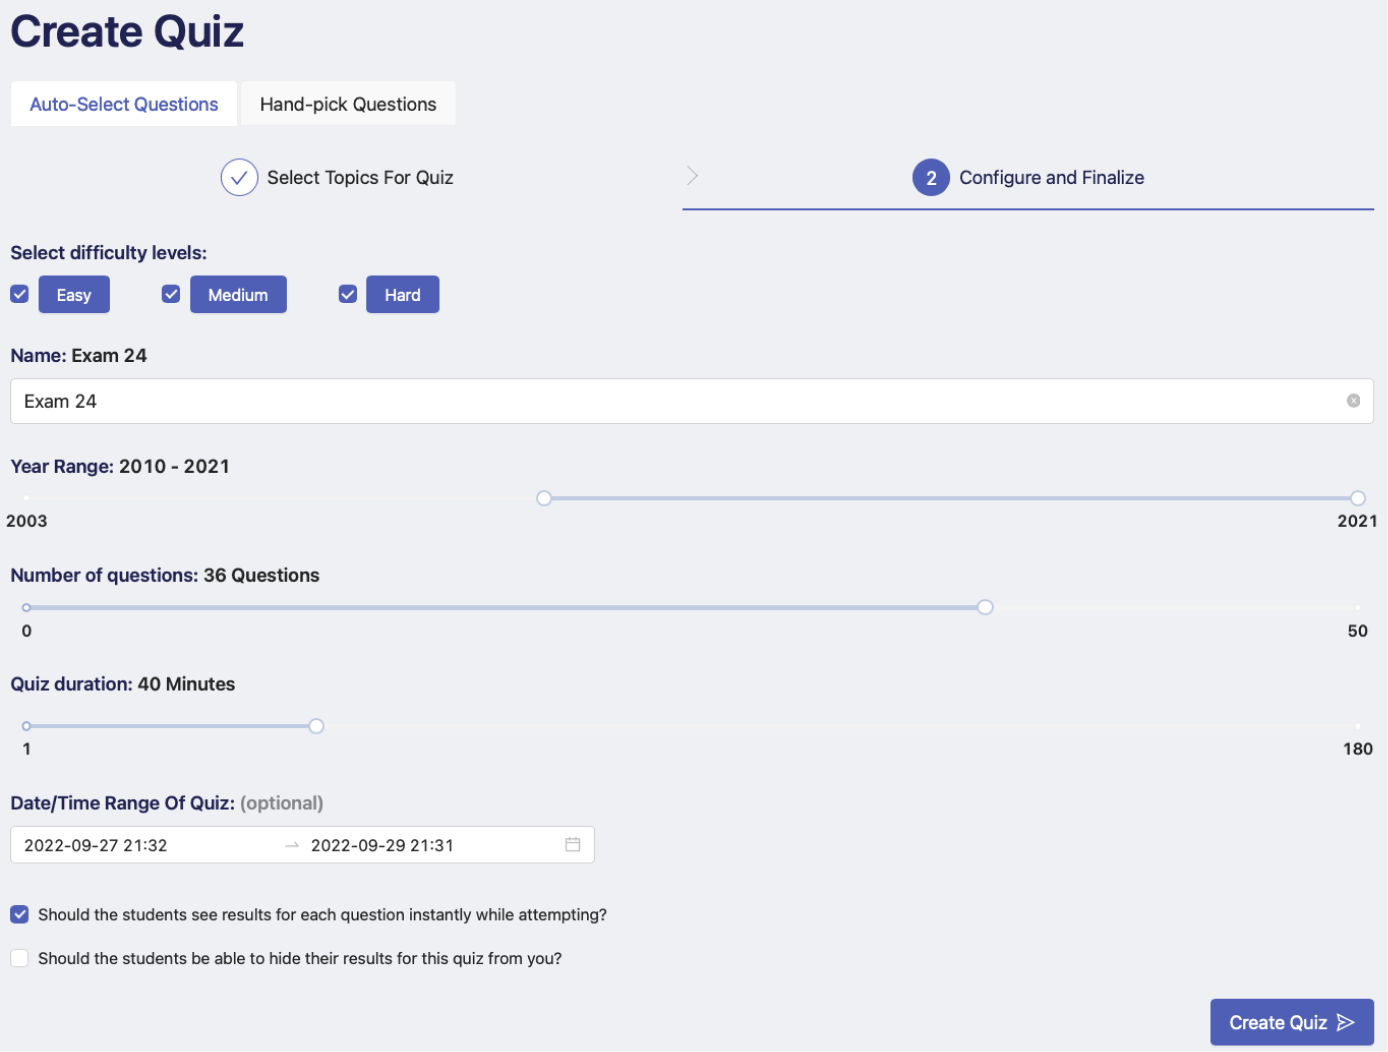 Create Quiz
Auto-Select Questions Hand-pick Questions
Select Topics For Quiz 2 Configure and Finalize
Select difficulty levels:
Easy Medium Hard
Name: Exam 24
Exam 24
Year Range: 2010 - 2021
2003 2021
Number of questions: 36 Questions
0 50
Quiz duration: 40 Minutes
1 180
Date/Time Range Of Quiz: (optional)
2022-09-27 21:32 → 2022-09-29 21:31
Should the students see results for each question instantly while attempting?
Should the students be able to hide their results for this quiz from you?
Create Quiz